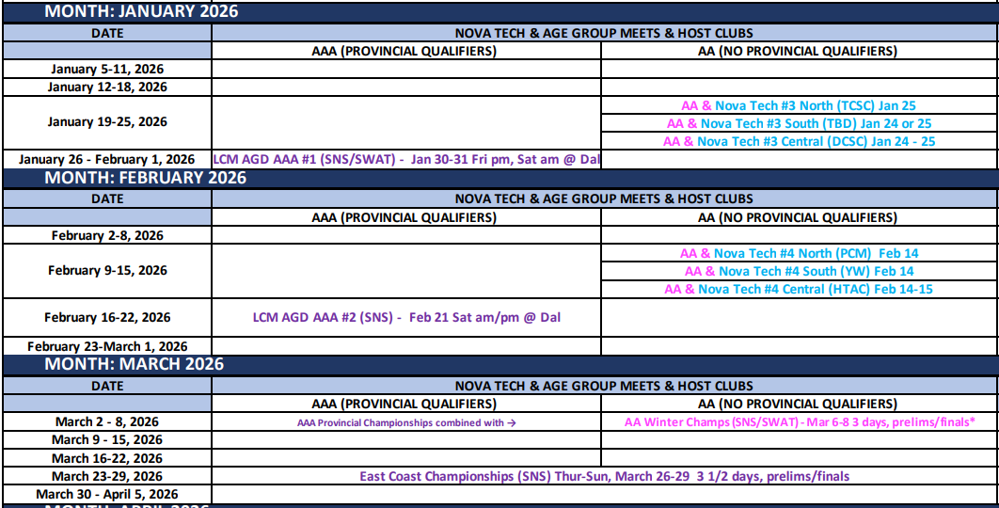 MONTH: JANUARY 2026
DATE NOVA TECH & AGE GROUP MEETS & HOST CLUBS
AAA (PROVINCIAL QUALIFIERS) AA (NO PROVINCIAL QUALIFIERS)
January 5-11, 2026
January 12-18, 2026
January 19-25, 2026
AA & Nova Tech #3 North (TCSC) Jan 25
AA & Nova Tech #3 South (TBD) Jan 24 or 25
AA & Nova Tech #3 Central (DCSC) Jan 24 - 25
January 26 - February 1, 2026 LCM AGD AAA #1 (SNS/SWAT) - Jan 30-31 Fri pm, Sat am @ Dal
MONTH: FEBRUARY 2026
DATE NOVA TECH & AGE GROUP MEETS & HOST CLUBS
AAA (PROVINCIAL QUALIFIERS) AA (NO PROVINCIAL QUALIFIERS)
February 2-8, 2026
February 9-15, 2026
AA & Nova Tech #4 North (PCM) Feb 14
AA & Nova Tech #4 South (YW) Feb 14
AA & Nova Tech #4 Central (HTAC) Feb 14-15
February 16-22, 2026 LCM AGD AAA #2 (SNS) - Feb 21 Sat am/pm @ Dal
February 23-March 1, 2026
MONTH: MARCH 2026
DATE NOVA TECH & AGE GROUP MEETS & HOST CLUBS
AAA (PROVINCIAL QUALIFIERS) AA (NO PROVINCIAL QUALIFIERS)
March 2 - 8, 2026 AAA Provincial Championships combined with → AA Winter Champs (SNS/SWAT) - Mar 6-8 3 days, prelims/finals*
March 9 - 15, 2026
March 16-22, 2026
March 23-29, 2026 East Coast Championships (SNS) Thur-Sun, March 26-29 3 1/2 days, prelims/finals
March 30 - April 5, 2026
MONTH: APRIL 2026